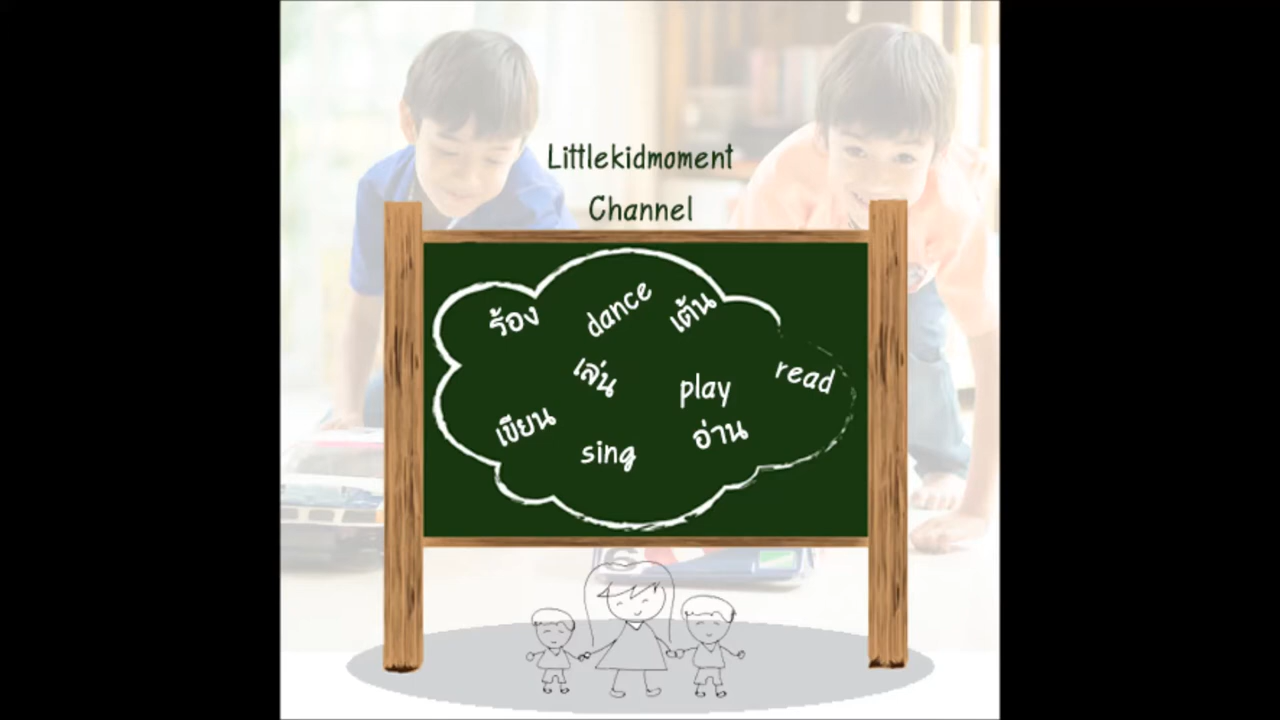 Littlekidmoment
Channel
ร้อง
dance
เต้น
เล่น
play
read
เขียน
sing
อ่าน